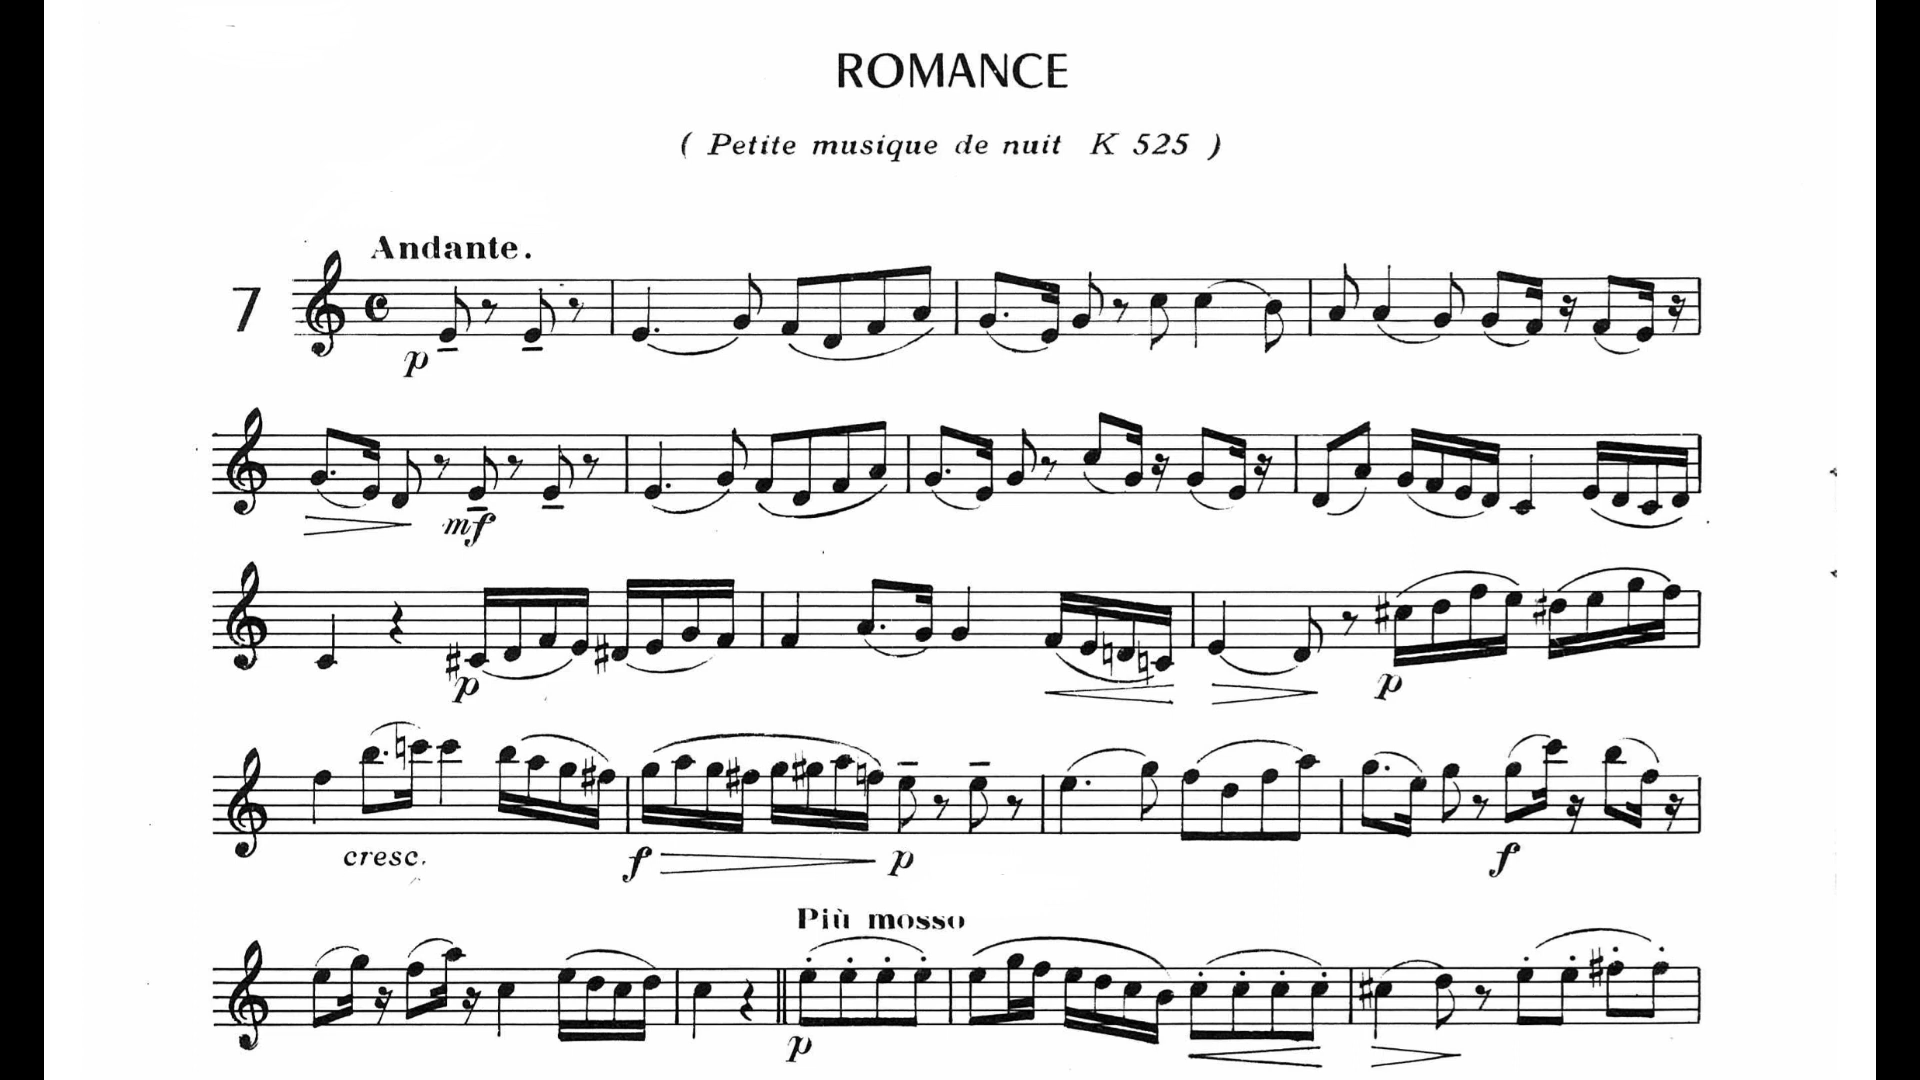 ROMANCE
( Petite musique de nuit K 525 )
Andante.
7
p
mf
p
p
cresc.
f
p
f
Più mosso
p